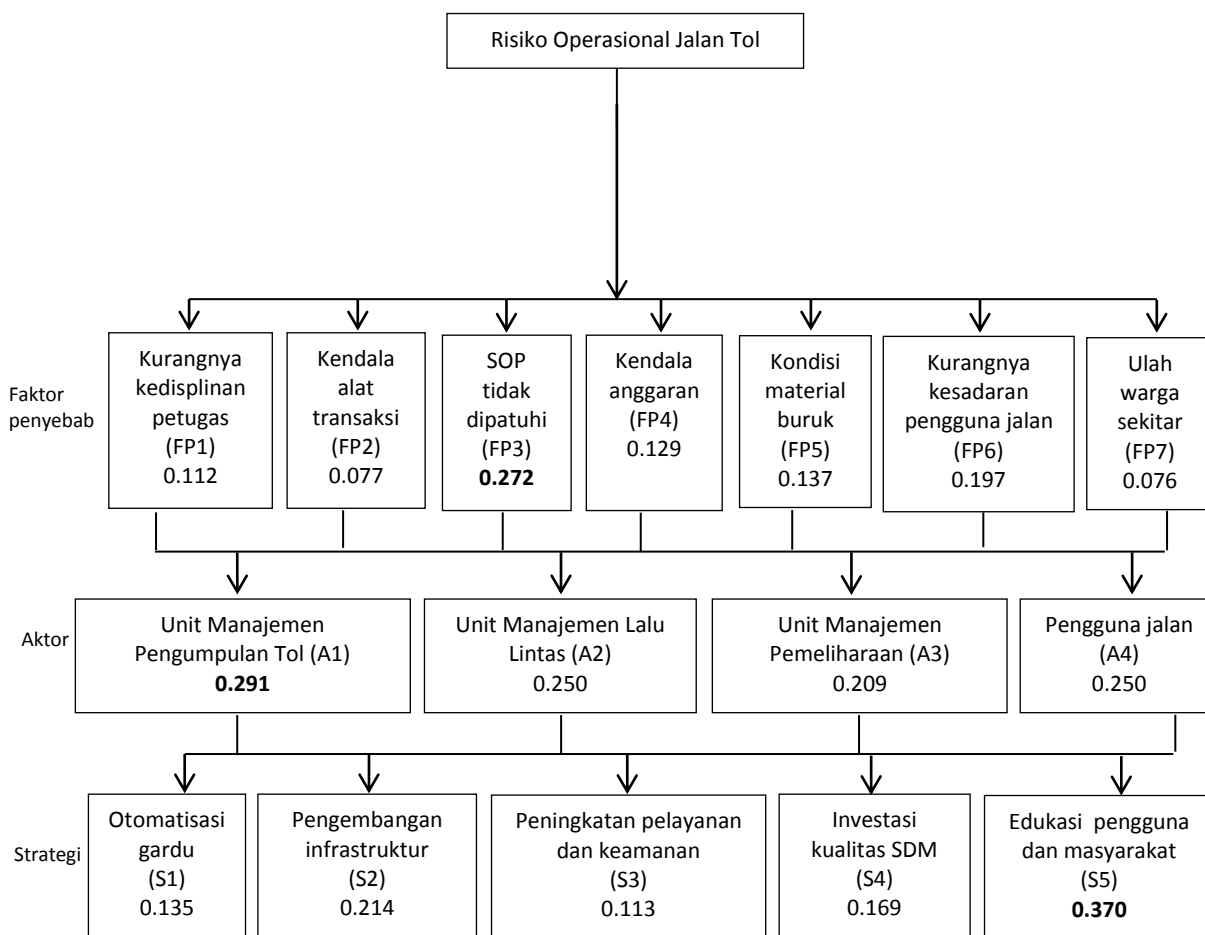 Risiko Operasional Jalan Tol
Faktor
penyebab
Kurangnya
kedisplinan
petugas
(FP1)
0.112
Kendala
alat
transaksi
(FP2)
0.077
SOP
tidak
dipatuhi
(FP3)
0.272
Kendala
anggaran
(FP4)
0.129
Kondisi
material
buruk
(FP5)
0.137
Kurangnya
kesadaran
pengguna jalan
(FP6)
0.197
Ulah
warga
sekitar
(FP7)
0.076
Aktor
Unit Manajemen
Pengumpulan Tol (A1)
0.291
Unit Manajemen Lalu
Lintas (A2)
0.250
Unit Manajemen
Pemeliharaan (A3)
0.209
Pengguna jalan
(A4)
0.250
Strategi
Otomatisasi
gardu
(S1)
0.135
Pengembangan
infrastruktur
(S2)
0.214
Peningkatan pelayanan
dan keamanan
(S3)
0.113
Investasi
kualitas SDM
(S4)
0.169
Edukasi pengguna
dan masyarakat
(S5)
0.370